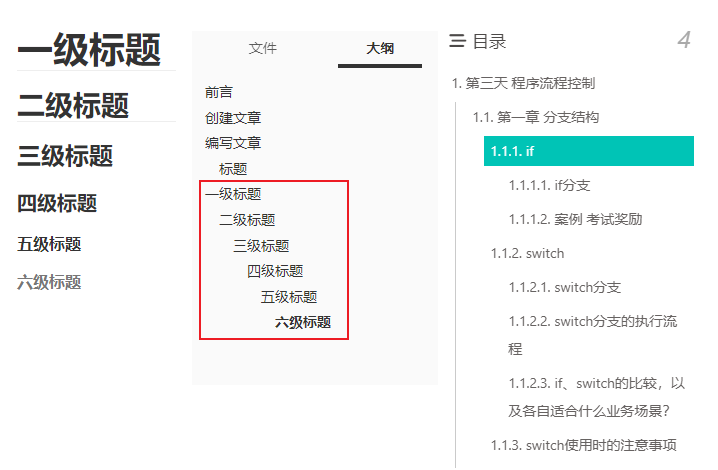 一级标题
二级标题
三级标题
四级标题
五级标题
六级标题
文件
大纲
前言
创建文章
编写文章
标题
一级标题
二级标题
三级标题
四级标题
五级标题
六级标题
目录
4
1. 第三天 程序流程控制
1.1. 第一章 分支结构
1.1.1. if
1.1.1.1. if分支
1.1.1.2. 案例 考试奖励
1.1.2. switch
1.1.2.1. switch分支
1.1.2.2. switch分支的执行流
程
1.1.2.3. if、switch的比较，以
及各自适合什么业务场景？
1.1.3. switch使用时的注意事项